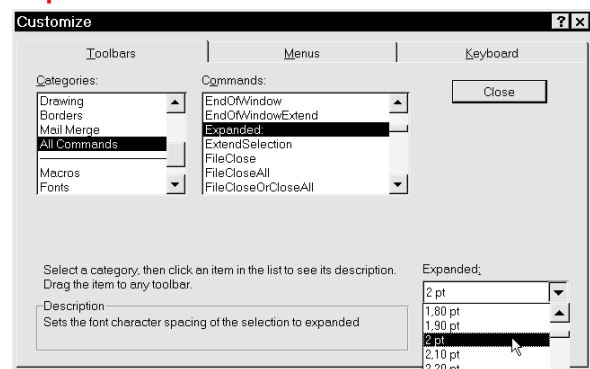 Customize
? ×
Toolbars Menus Keyboard
Categories: Commands:
Close
Drawing
Borders
Mail Merge
All Commands
Macros
Fonts
EndOfWindow
EndOfWindowExtend
Expanded:
ExtendSelection
FileClose
FileCloseAll
FileCloseOrCloseAll
Select a category, then click an item in the list to see its description.
Drag the item to any toolbar.
Description
Sets the font character spacing of the selection to expanded
Expanded:
2 pt
1,80 pt
1,90 pt
2 pt
2,10 pt
2,20 pt